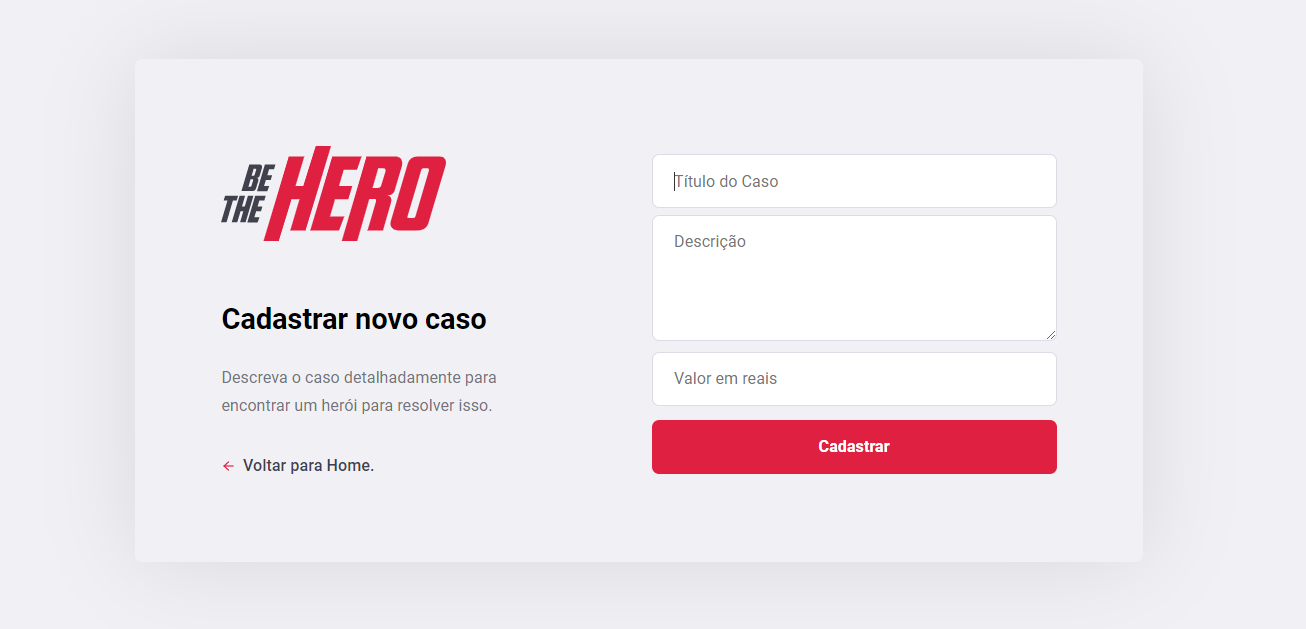 BE
THE HERO
Cadastrar novo caso
Descreva o caso detalhadamente para
encontrar um herói para resolver isso.
Voltar para Home.
Título do Caso
Descrição
Valor em reais
Cadastrar